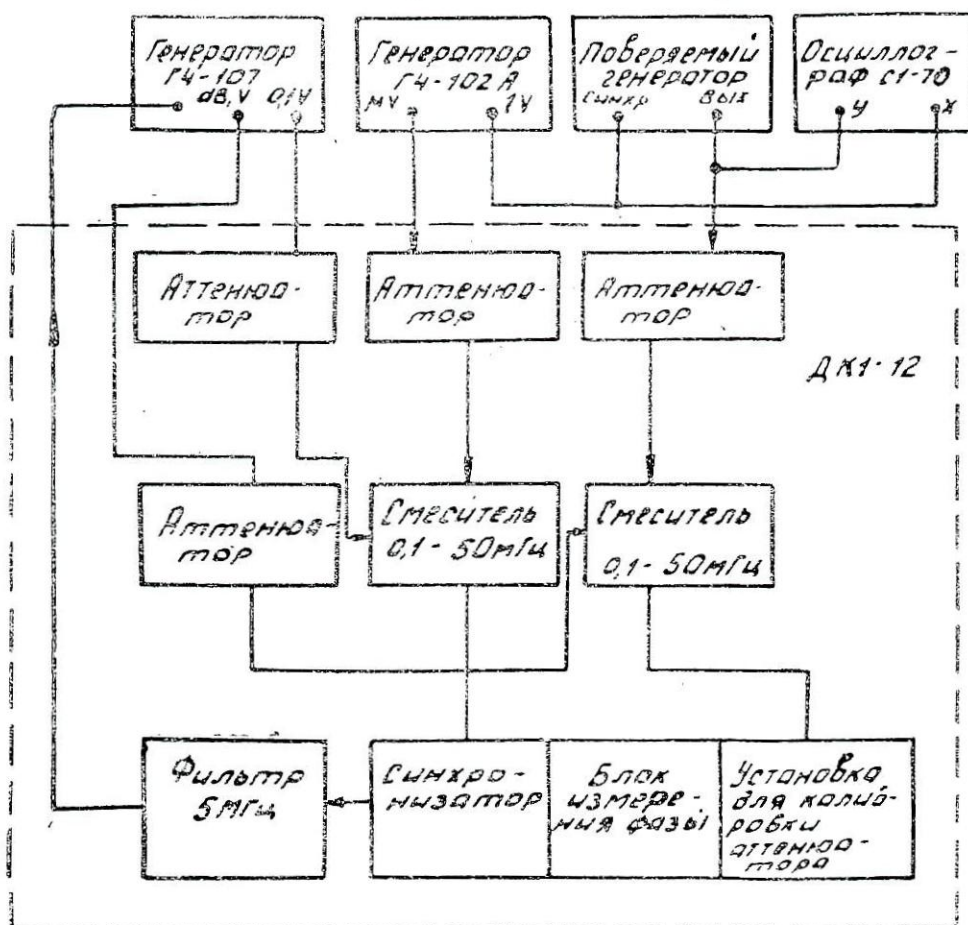 Генератор
Г4-107
dB,V 0,1V
Генератор
Г4-102А
μV 1V
Поверяемый
генератор
синхр вых
Осциллог-
раф С1-70
У Х
Аттенюа-
тор
Аттенюа-
тор
Аттенюа-
тор
ДК1-12
Аттенюа-
тор
Смеситель
0,1-50мГц
Смеситель
0,1-50мГц
Фильтр
5мГц
Синхро-
низатор
Блок
измере-
ния фазы
Установка
для калиб-
ровки
аттенюа-
тора